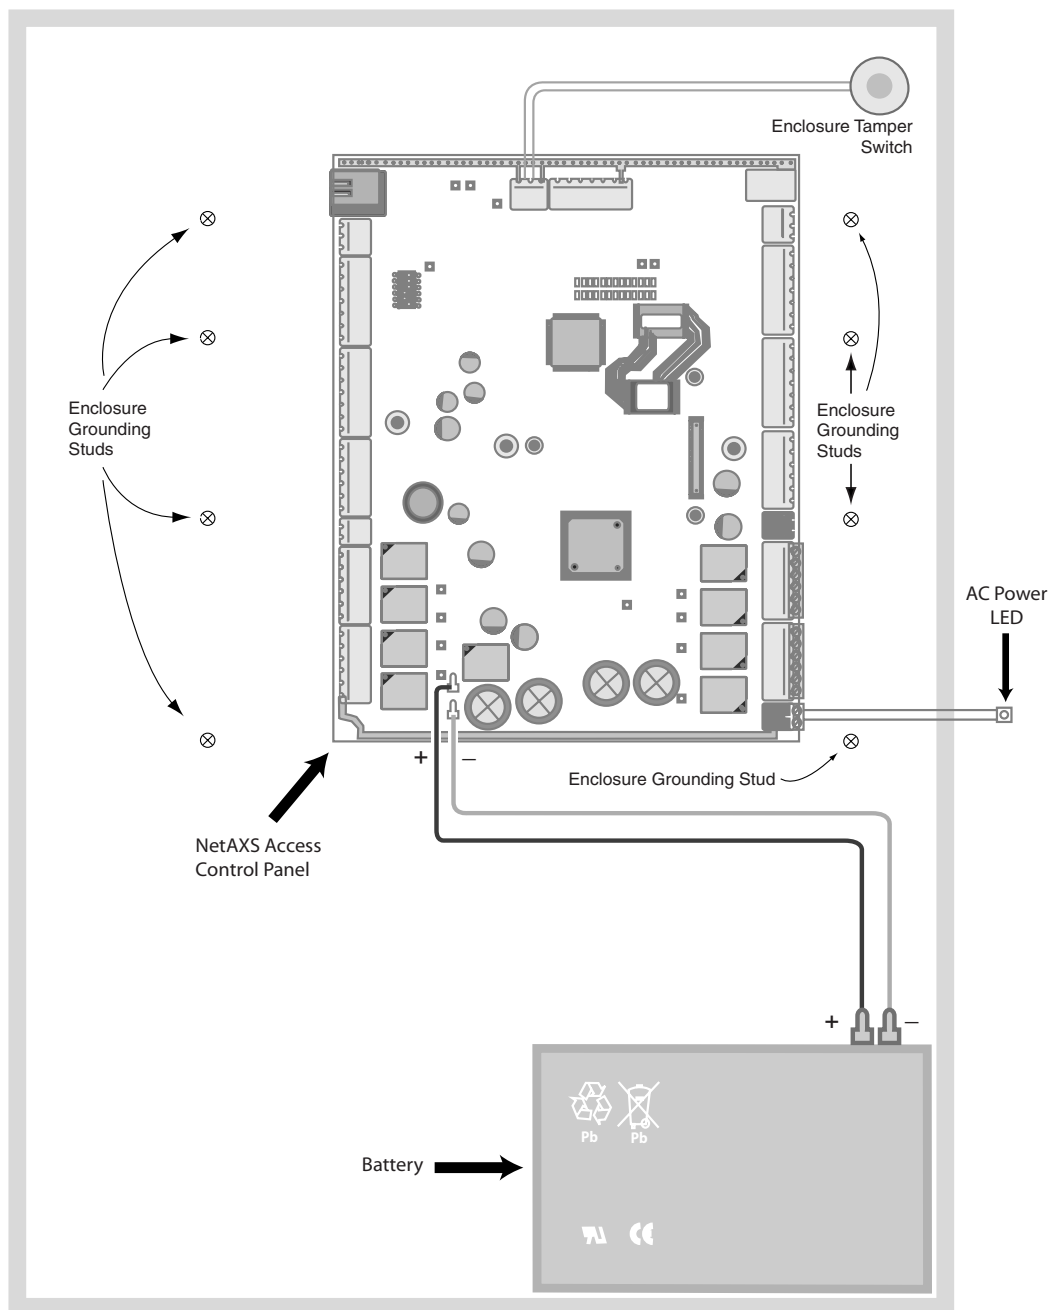 Enclosure Tamper
Switch
Enclosure
Grounding
Studs
Enclosure
Grounding
Studs
AC Power
LED
+
–
Enclosure Grounding Stud
NetAXS Access
Control Panel
+
–
Pb
Pb
Battery